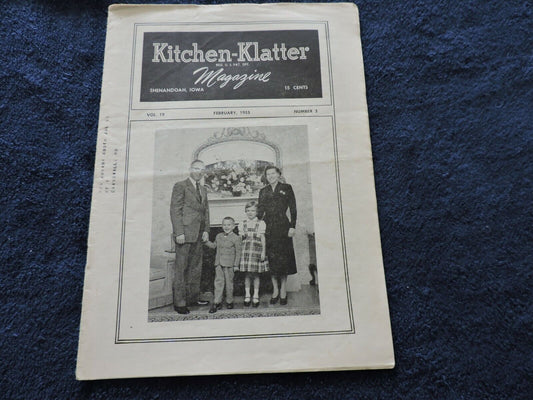 Kitchen-Klatter
REG. U. S. PAT. OFF.
Magazine
SHENANDOAH, IOWA
15 CENTS
VOL. 19
FEBRUARY, 1955
NUMBER 2